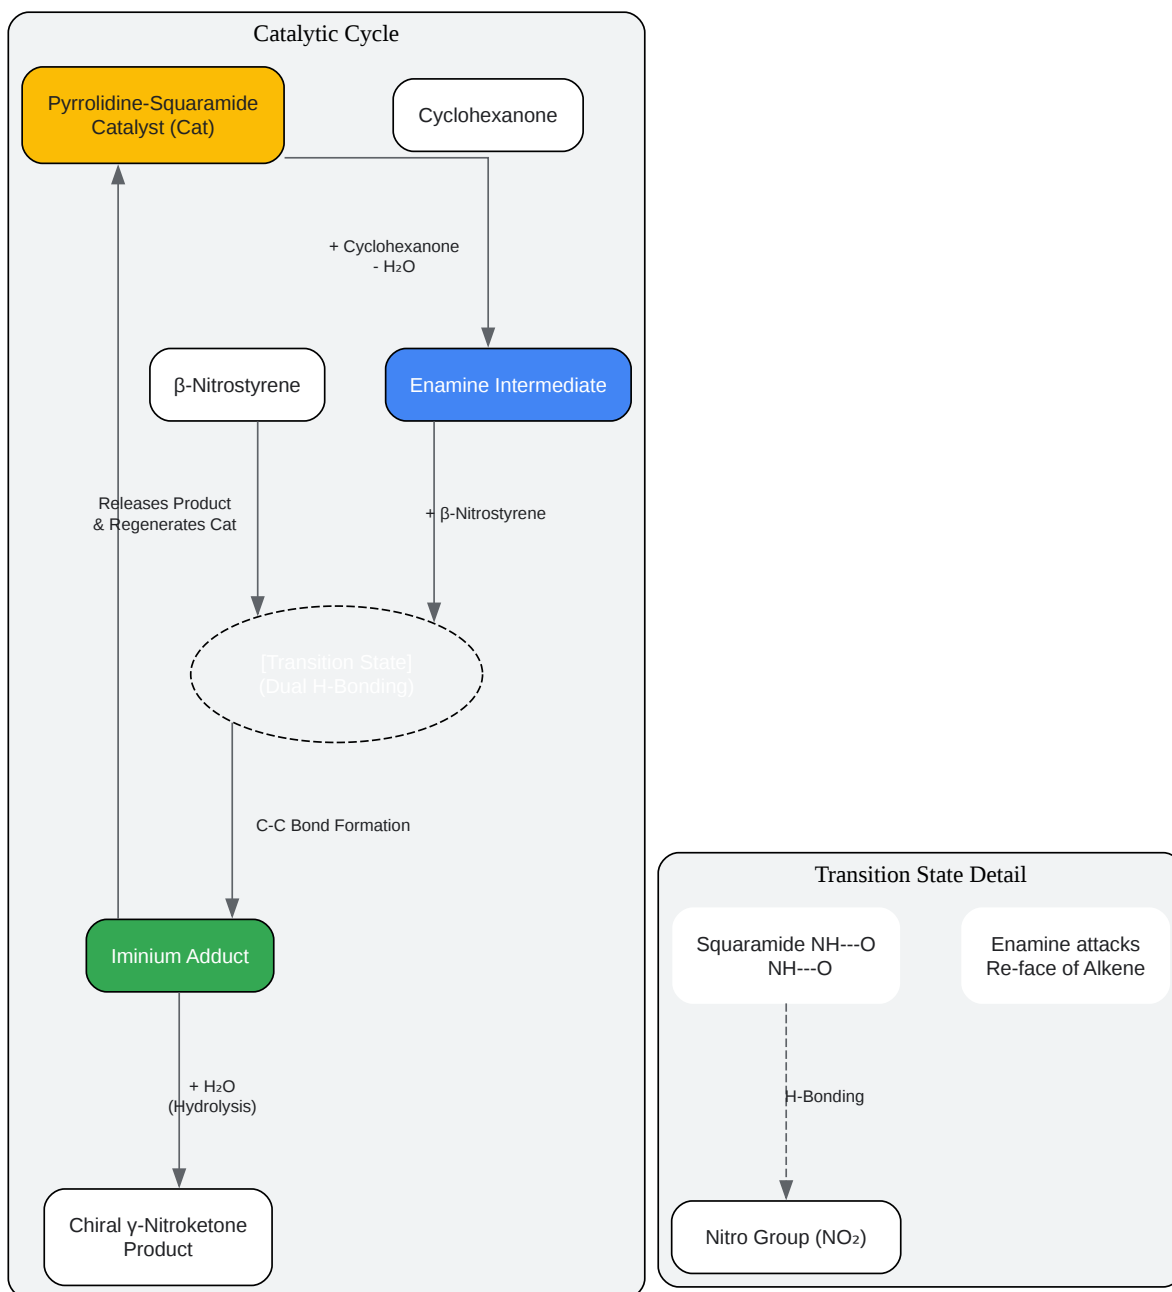 Catalytic Cycle
Pyrrolidine-Squaramide
Catalyst (Cat)
Cyclohexanone
+ Cyclohexanone
- H₂O
β-Nitrostyrene
Enamine Intermediate
Releases Product
& Regenerates Cat
+ β-Nitrostyrene
[Transition State]
(Dual H-Bonding)
C-C Bond Formation
Iminium Adduct
+ H₂O
(Hydrolysis)
Chiral γ-Nitroketone
Product
Transition State Detail
Squaramide NH---O
NH---O
Enamine attacks
Re-face of Alkene
H-Bonding
Nitro Group (NO₂)